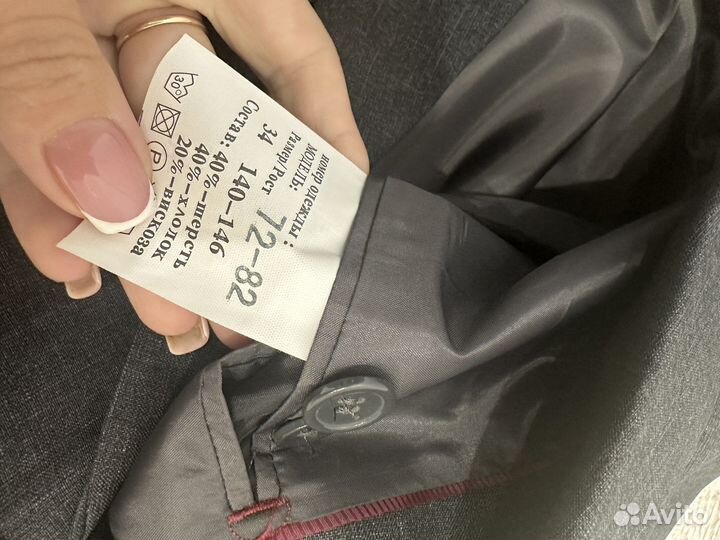 номер одежды:
МОДЕЛЬ: 72-82
Размер/Рост
34 140-146
Состав: 40%-шерсть
40%-хлопок
20%-вискоза
30°
P
Avito